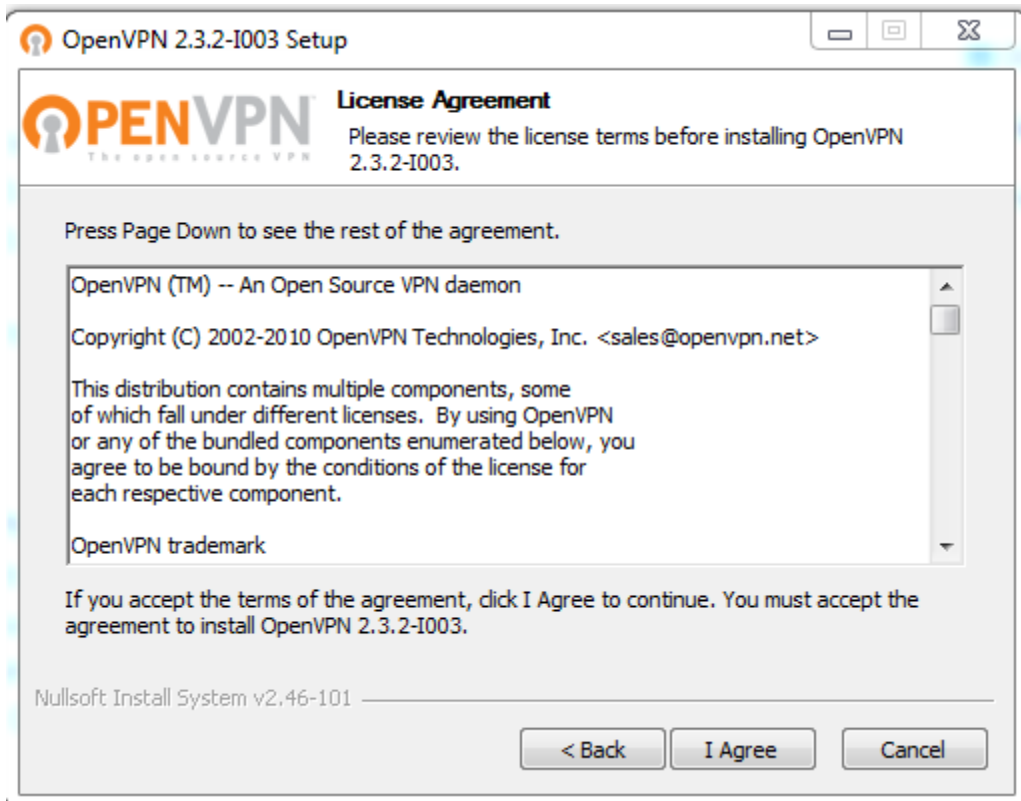 OpenVPN 2.3.2-I003 Setup
OPENVPN
The open source VPN
License Agreement
Please review the license terms before installing OpenVPN
2.3.2-I003.
Press Page Down to see the rest of the agreement.
OpenVPN (TM) -- An Open Source VPN daemon
Copyright (C) 2002-2010 OpenVPN Technologies, Inc. <sales@openvpn.net>
This distribution contains multiple components, some
of which fall under different licenses.  By using OpenVPN
or any of the bundled components enumerated below, you
agree to be bound by the conditions of the license for
each respective component.
OpenVPN trademark
If you accept the terms of the agreement, click I Agree to continue. You must accept the
agreement to install OpenVPN 2.3.2-I003.
Nullsoft Install System v2.46-101
< Back
I Agree
Cancel